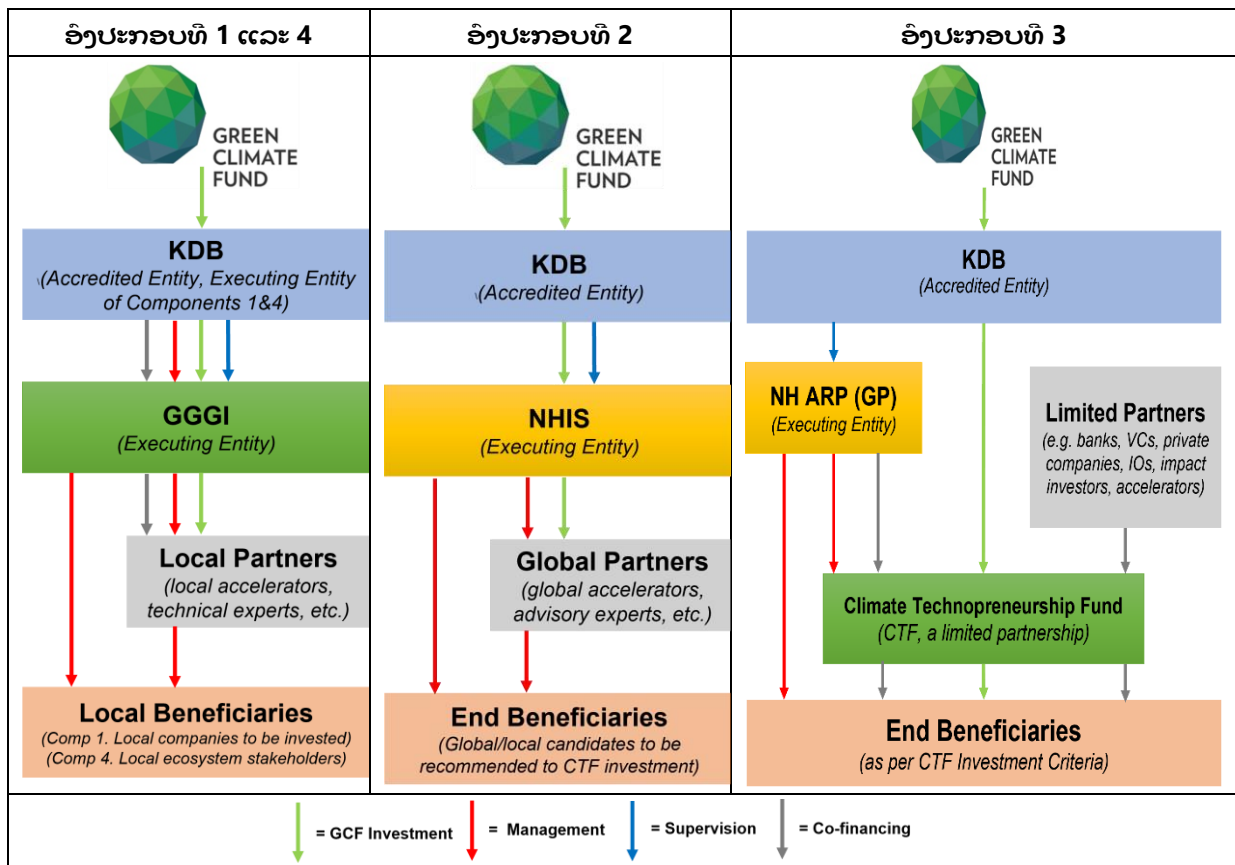 ອົງປະກອບທີ 1 ແລະ 4
GREEN
CLIMATE
FUND
KDB
(Accredited Entity, Executing Entity
of Components 1&4)
GGGI
(Executing Entity)
Local Partners
(local accelerators,
technical experts, etc.)
Local Beneficiaries
(Comp 1. Local companies to be invested)
(Comp 4. Local ecosystem stakeholders)
ອົງປະກອບທີ 2
GREEN
CLIMATE
FUND
KDB
(Accredited Entity)
NHIS
(Executing Entity)
Global Partners
(global accelerators,
advisory experts, etc.)
End Beneficiaries
(Global/local candidates to be
recommended to CTF investment)
ອົງປະກອບທີ 3
GREEN
CLIMATE
FUND
KDB
(Accredited Entity)
NH ARP (GP)
(Executing Entity)
Limited Partners
(e.g. banks, VCs, private
companies, IOs, impact
investors, accelerators)
Climate Technopreneurship Fund
(CTF, a limited partnership)
End Beneficiaries
(as per CTF Investment Criteria)
= GCF Investment
= Management
= Supervision
= Co-financing